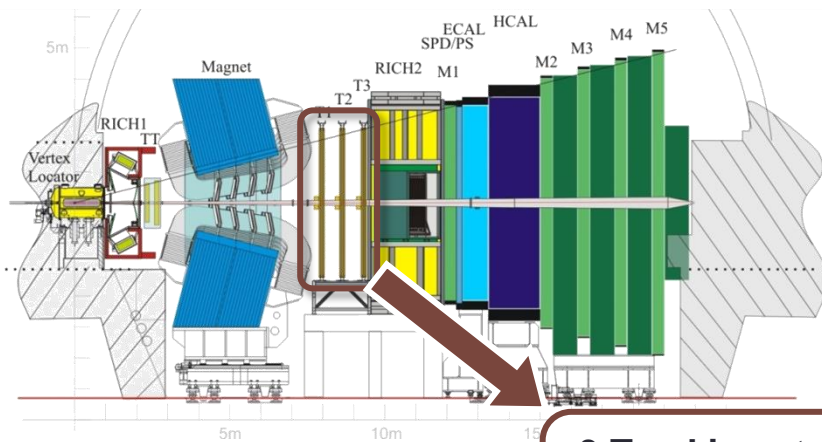 5m
HCAL
ECAL
SPD/PS
M5
M4
M3
M2
Magnet
RICH2
M1
T3
T2
T1
RICH1
TT
Vertex
Locator
5m
10m